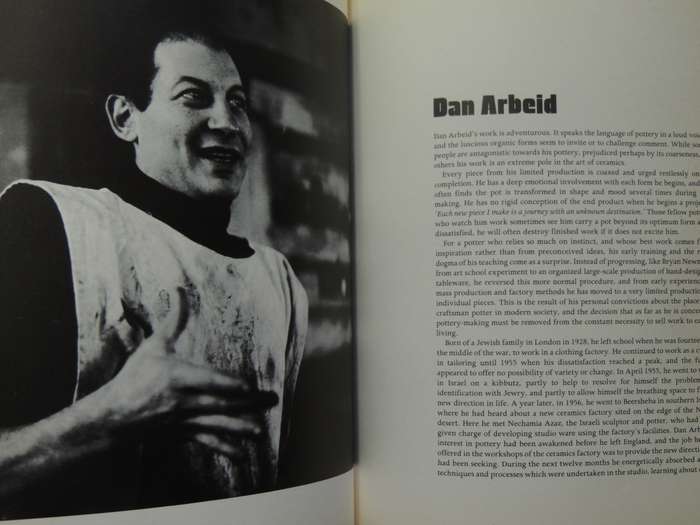 Dan Arbeid
Dan Arbeid's work is adventurous. It speaks the language of pottery in a loud
and the luscious organic forms seem to invite or to challenge comment. While
people are antagonistic towards his pottery, prejudiced perhaps by its coarseness
others his work is an extreme pole in the art of ceramics.
Every piece from his limited production is coaxed and urged restlessly
completion. He has a deep emotional involvement with each form he begins, and
often finds the pot is transformed in shape and mood several times during
making. He has no rigid conception of the end product when he begins a
'Each new piece I make is a journey with an unknown destination.' Those fellow
who watch him work sometimes see him carry a pot beyond its optimum form
dissatisfied, he will often destroy finished work if it does not excite him.
For a potter who relies so much on instinct, and whose best work comes
inspiration rather than from preconceived ideas, his early training and the
dogma of his teaching come as a surprise. Instead of progressing, like Bryan
from art school experiment to an organized large-scale production of
tableware, he reversed this more normal procedure, and from early
mass production and factory methods he has moved to a very limited production
individual pieces. This is the result of his personal convictions about the place
craftsman potter in modern society, and the decision that as far as he is
pottery-making must be removed from the constant necessity to sell work to
living.
Born of a Jewish family in London in 1928, he left school when he was
the middle of the war, to work in a clothing factory. He continued to work as a
in tailoring until 1955 when his dissatisfaction reached a peak, and the
appeared to offer no possibility of variety or change. In April 1955, he went to
in Israel on a kibbutz, partly to help to resolve for himself the
identification with Jewry, and partly to allow himself the breathing space to
new direction in life. A year later, in 1956, he went to Beersheba in southern
where he had heard about a new ceramics factory sited on the edge of the
desert. Here he met Nechamia Azaz, the Israeli sculptor and potter, who had
given charge of developing studio ware using the factory's facilities. Dan
interest in pottery had been awakened before he left England, and the job
offered in the workshops of the ceramics factory was to provide the new
had been seeking. During the next twelve months he energetically absorbed
techniques and processes which were undertaken in the studio, learning about